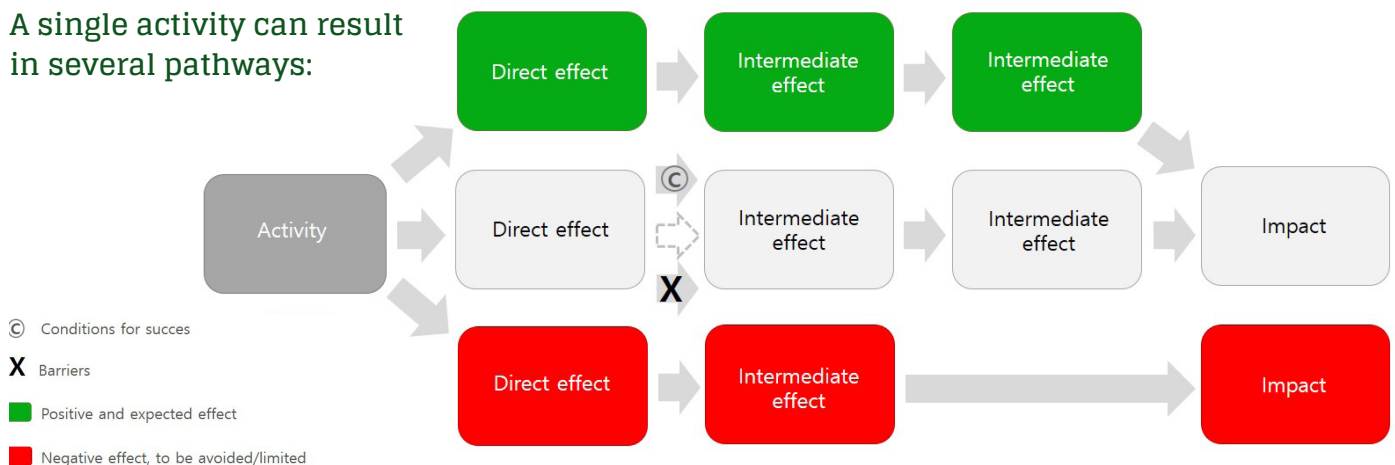 A single activity can result
in several pathways:
Direct effect
Intermediate
effect
Intermediate
effect
Activity
©
Direct effect
Intermediate
effect
Intermediate
effect
Impact
X
© Conditions for succes
X Barriers
Direct effect
Intermediate
effect
Impact
Positive and expected effect
Negative effect, to be avoided/limited